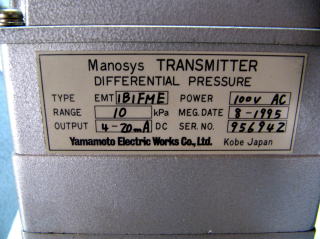 Manosys TRANSMITTER
DIFFERENTIAL PRESSURE
TYPE EMT 1B1FME POWER 100V AC
RANGE 10 kPa MEG. DATE 8-1995
OUTPUT 4-20mA DC SER. NO. 956942
Yamamoto Electric Works Co., Ltd. Kobe Japan